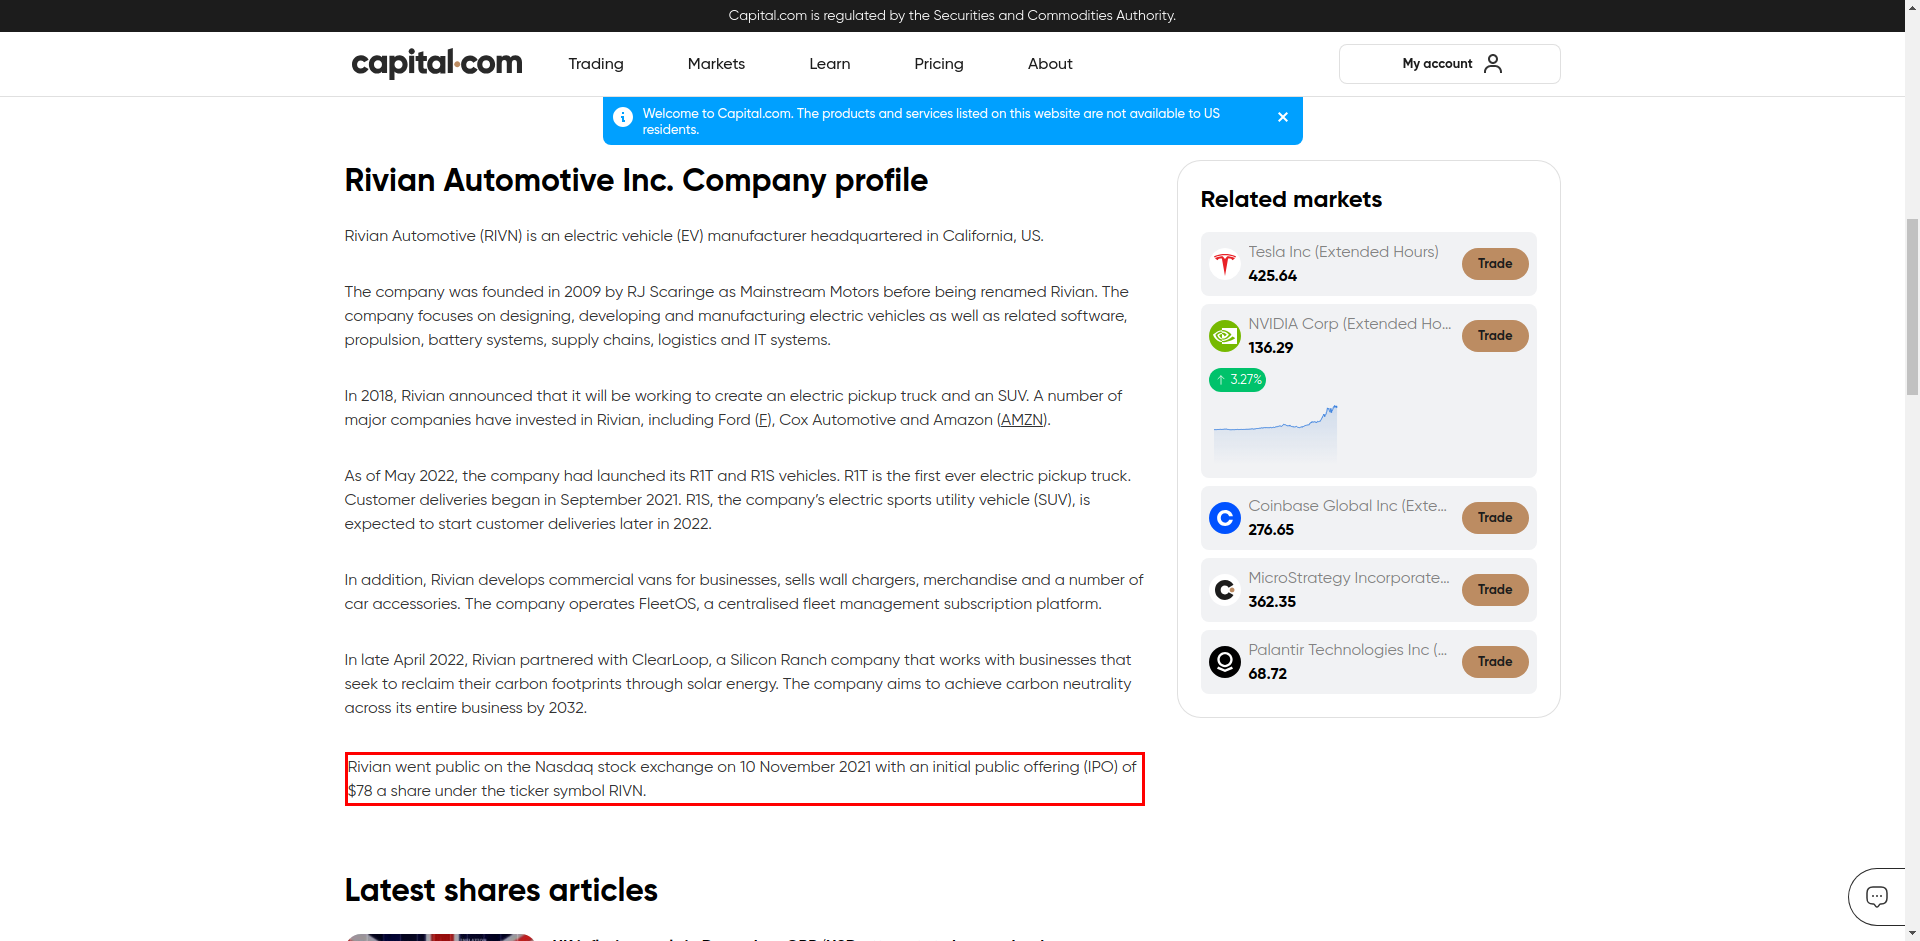 Capital.com is regulated by the Securities and Commodities Authority.
capital.com
Trading
Markets
Learn
Pricing
About
My account
Welcome to Capital.com. The products and services listed on this website are not available to US
residents.
Rivian Automotive Inc. Company profile
Rivian Automotive (RIVN) is an electric vehicle (EV) manufacturer headquartered in California, US.
The company was founded in 2009 by RJ Scaringe as Mainstream Motors before being renamed Rivian. The
company focuses on designing, developing and manufacturing electric vehicles as well as related software,
propulsion, battery systems, supply chains, logistics and IT systems.
In 2018, Rivian announced that it will be working to create an electric pickup truck and an SUV. A number of
major companies have invested in Rivian, including Ford (F), Cox Automotive and Amazon (AMZN).
As of May 2022, the company had launched its R1T and R1S vehicles. R1T is the first ever electric pickup truck.
Customer deliveries began in September 2021. R1S, the company’s electric sports utility vehicle (SUV), is
expected to start customer deliveries later in 2022.
In addition, Rivian develops commercial vans for businesses, sells wall chargers, merchandise and a number of
car accessories. The company operates FleetOS, a centralised fleet management subscription platform.
In late April 2022, Rivian partnered with ClearLoop, a Silicon Ranch company that works with businesses that
seek to reclaim their carbon footprints through solar energy. The company aims to achieve carbon neutrality
across its entire business by 2032.
Rivian went public on the Nasdaq stock exchange on 10 November 2021 with an initial public offering (IPO) of
$78 a share under the ticker symbol RIVN.
Latest shares articles
Related markets
Tesla Inc (Extended Hours)
425.64
Trade
NVIDIA Corp (Extended Ho...
136.29
Trade
↑ 3.27%
Coinbase Global Inc (Exte...
276.65
Trade
MicroStrategy Incorporate...
362.35
Trade
Palantir Technologies Inc (...
68.72
Trade